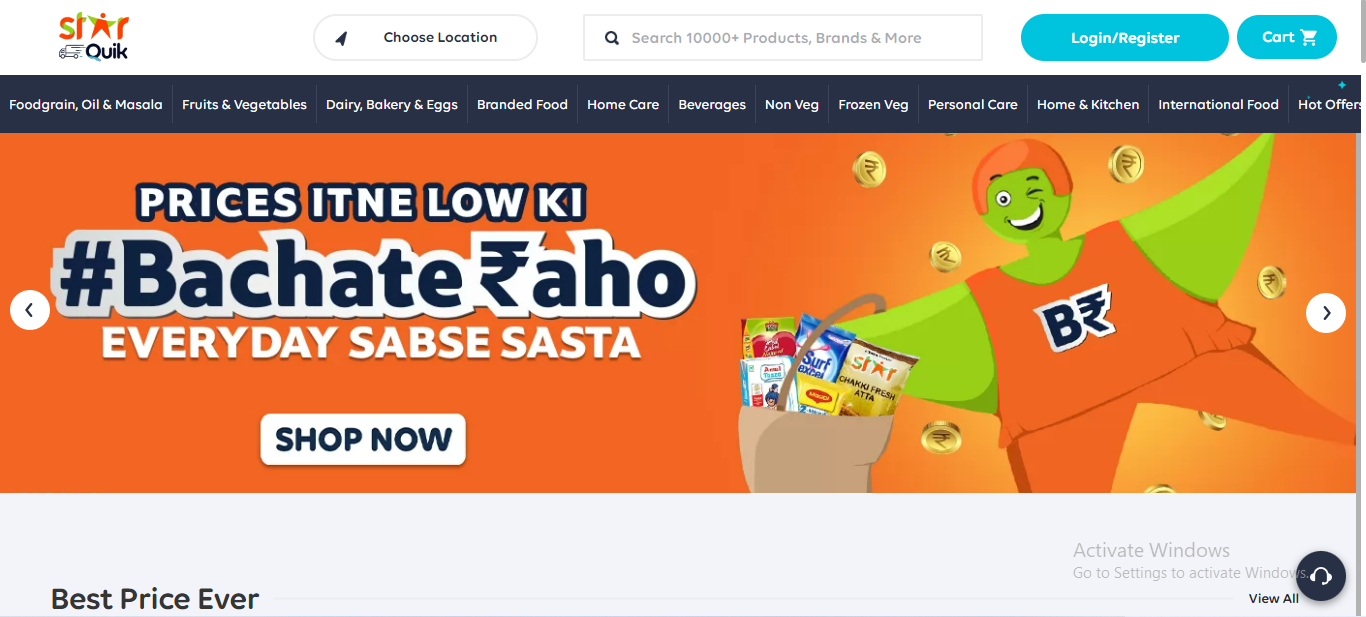 star
Quik
Choose Location
Search 10000+ Products, Brands & More
Login/Register
Cart
Foodgrain, Oil & Masala
Fruits & Vegetables
Dairy, Bakery & Eggs
Branded Food
Home Care
Beverages
Non Veg
Frozen Veg
Personal Care
Home & Kitchen
International Food
Hot Offers
PRICES ITNE LOW KI
#Bachate₹aho
EVERYDAY SABSE SASTA
SHOP NOW
B₹
Surf
excel
star
CHAKKI FRESH
ATTA
Amul
Taaza
MAGGI
Activate Windows
Go to Settings to activate Windows.
Best Price Ever
View All